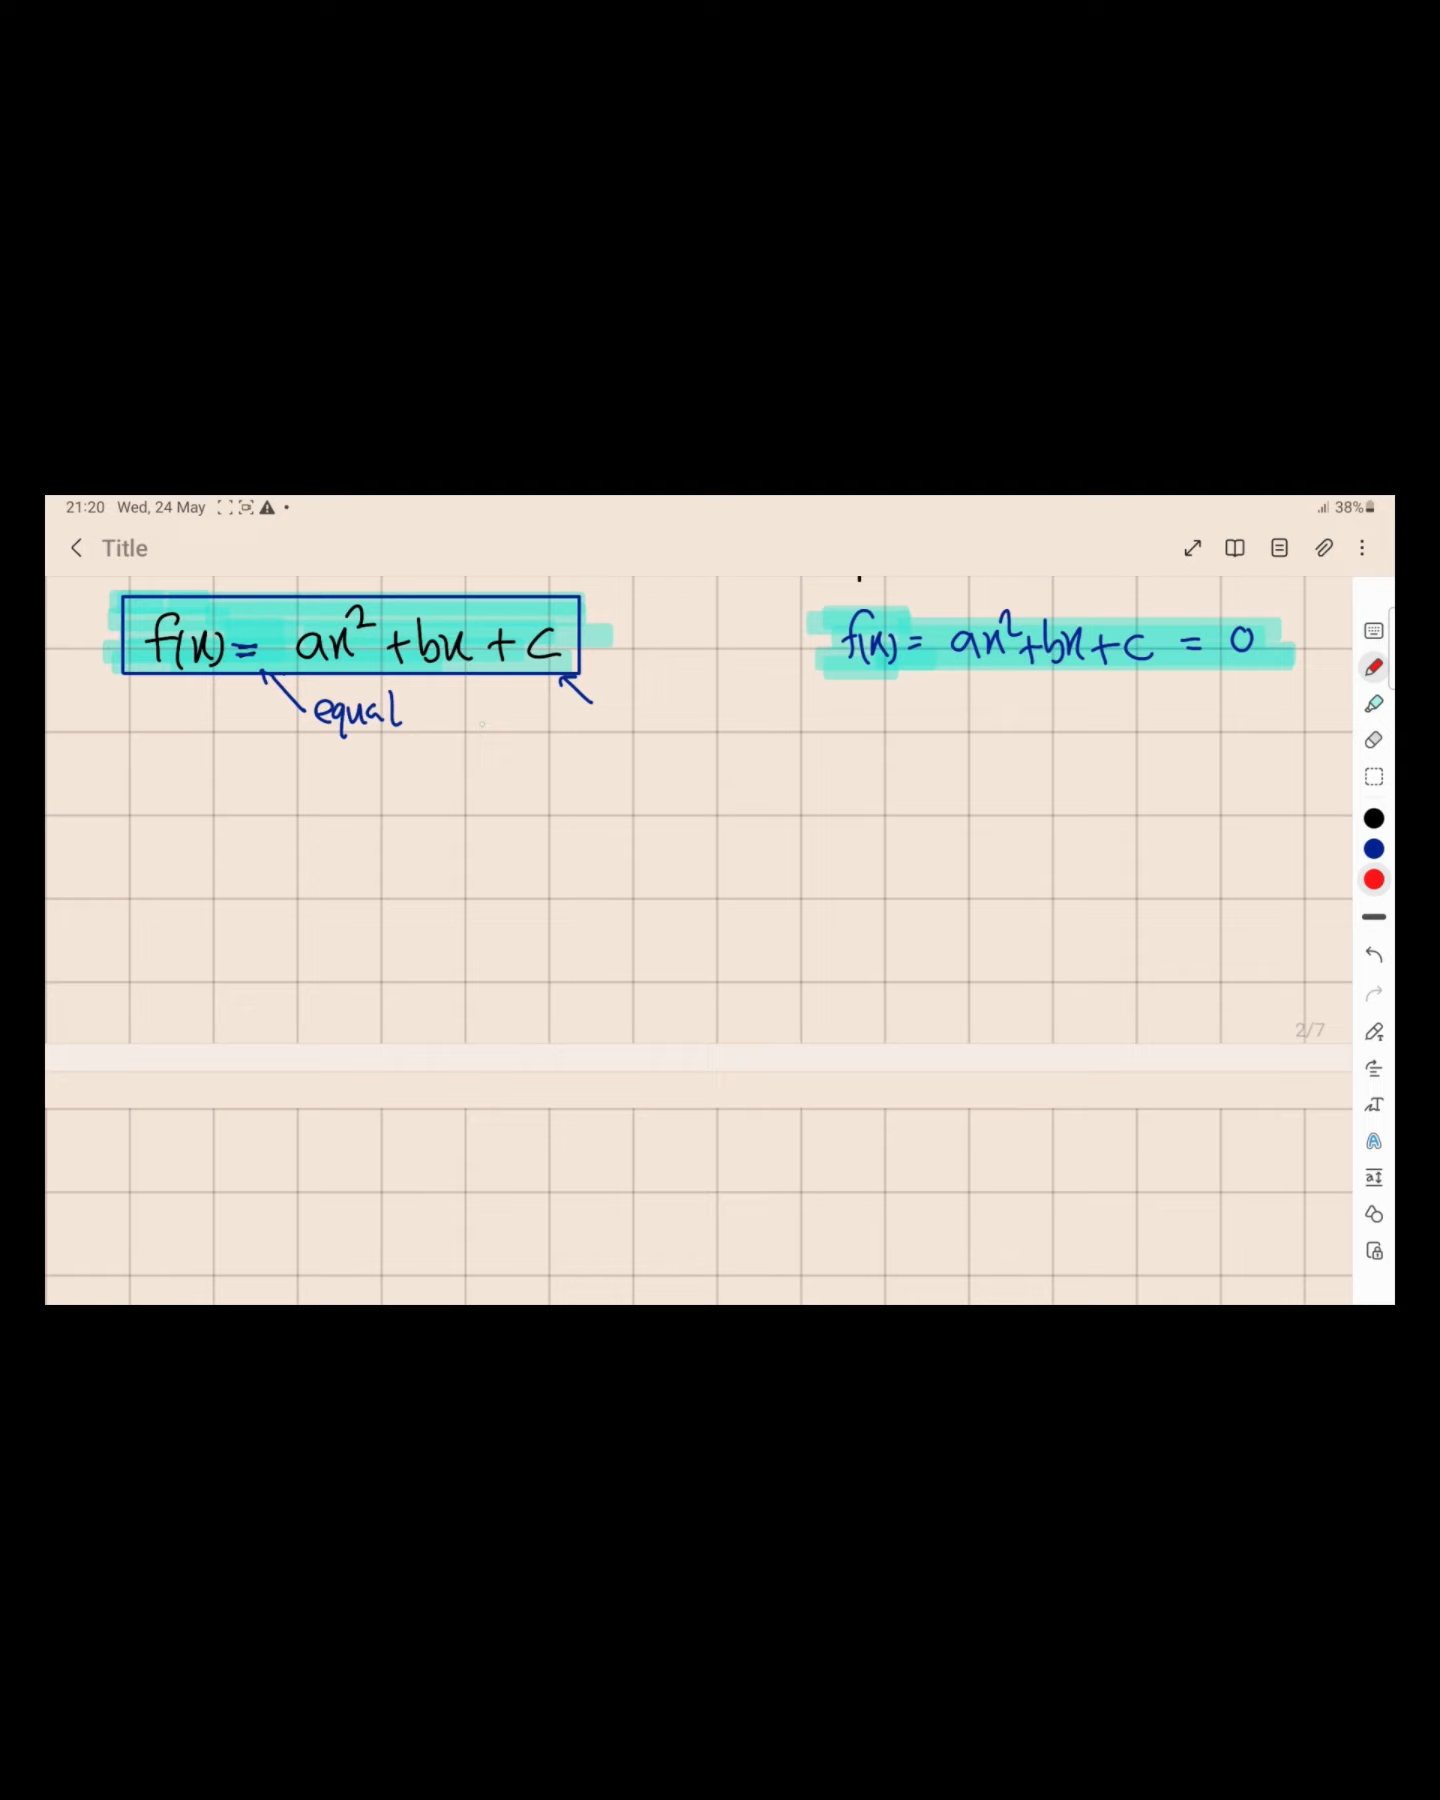 21:20 Wed, 24 May
38%
Title
f(x) = ax² + bx + c
equal
f(x) = ax² + bx + c = 0
2/7